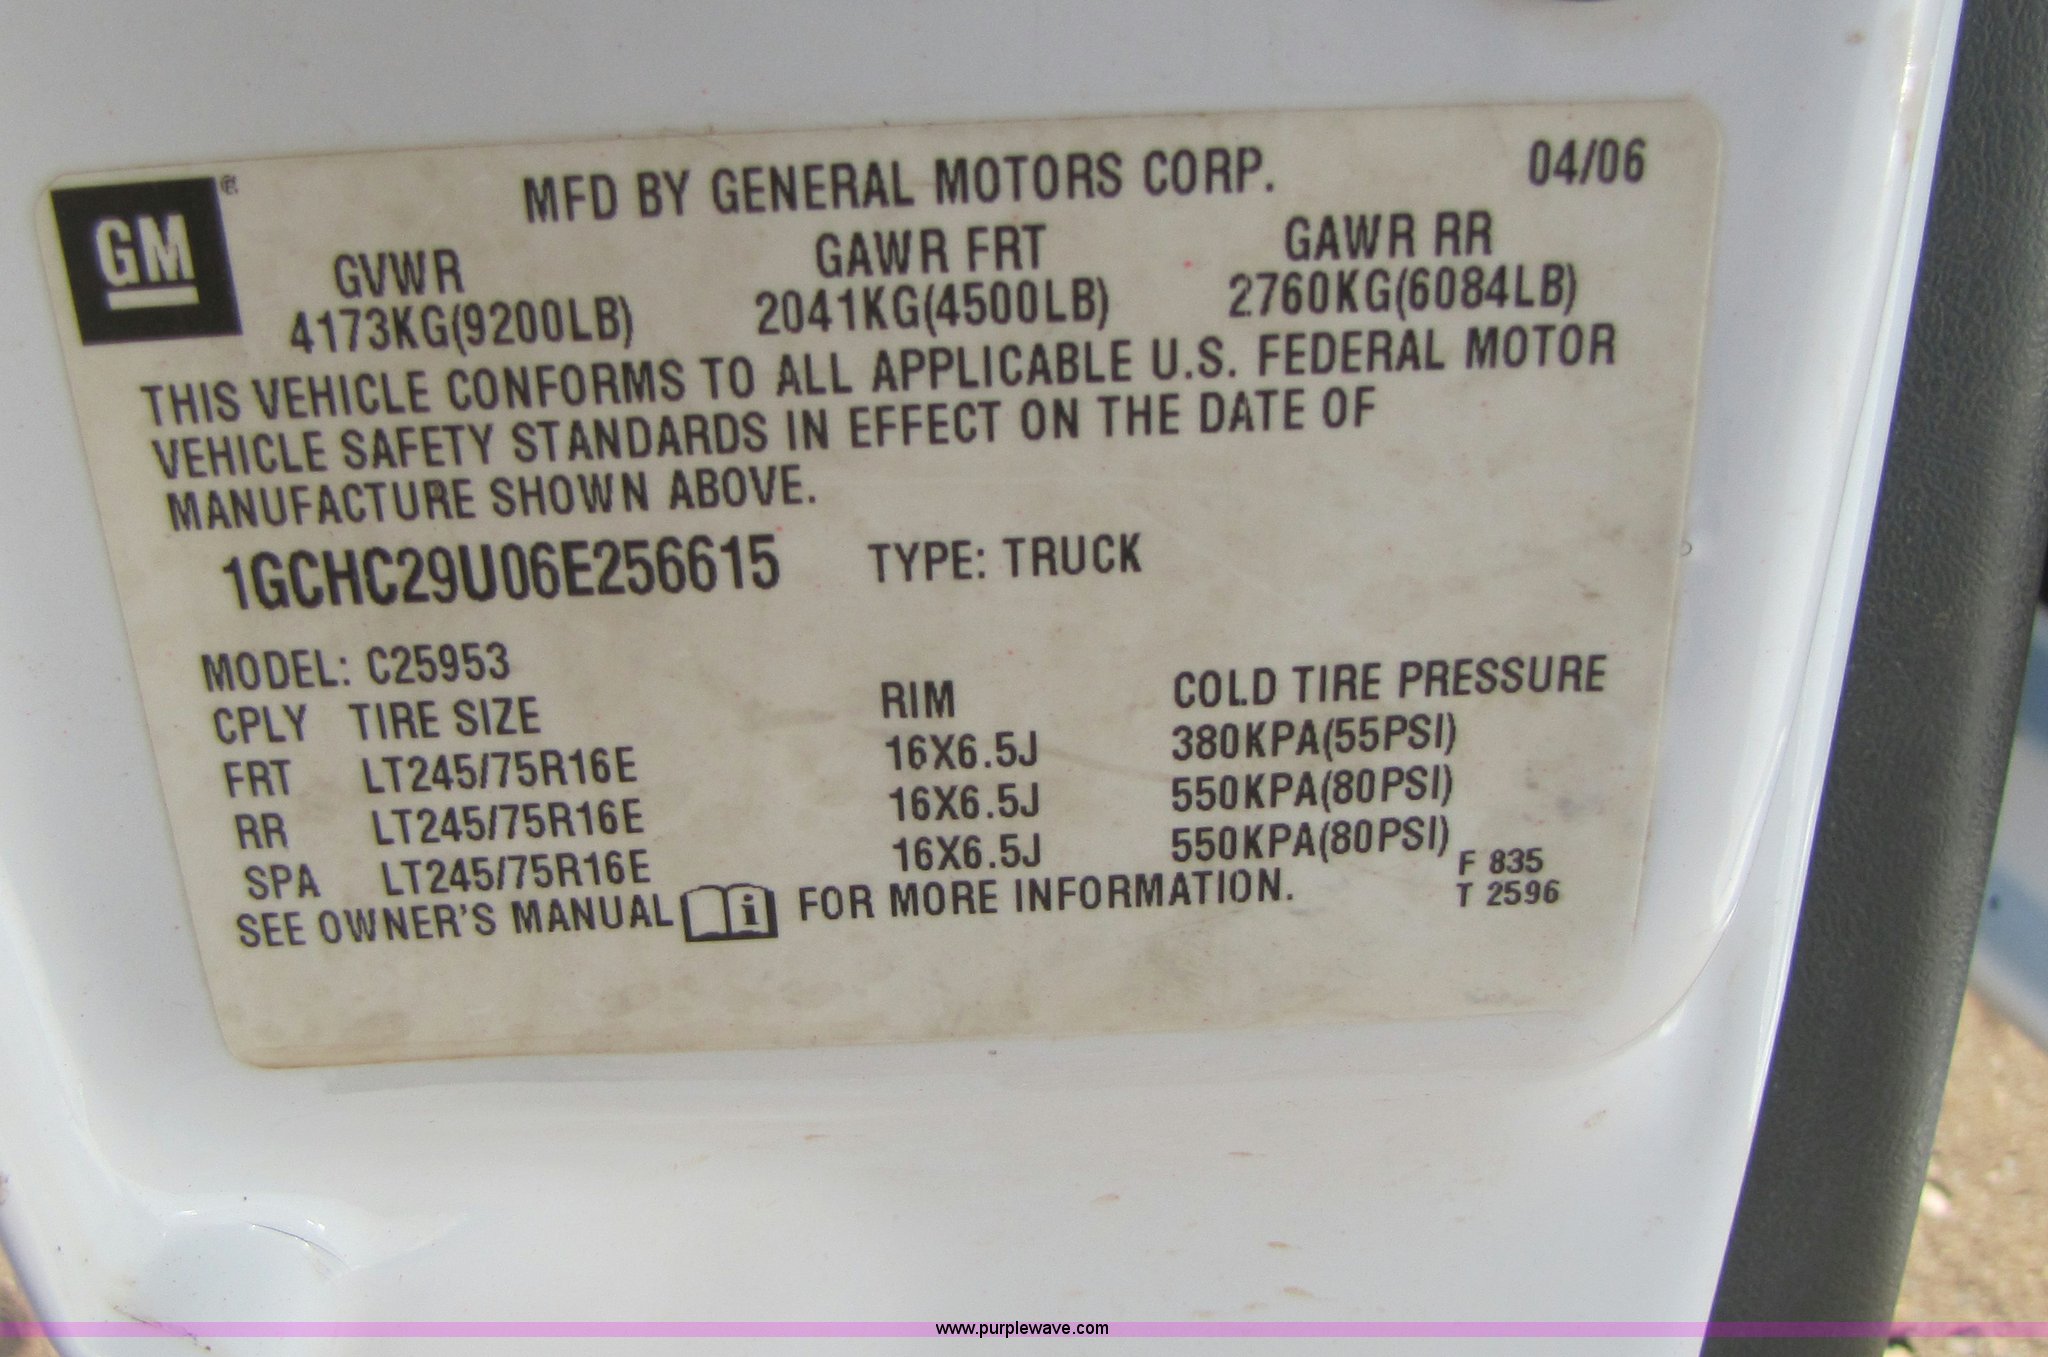 GM®
MFD BY GENERAL MOTORS CORP. 04/06
GVWR GAWR FRT GAWR RR
4173KG(9200LB) 2041KG(4500LB) 2760KG(6084LB)
THIS VEHICLE CONFORMS TO ALL APPLICABLE U.S. FEDERAL MOTOR
VEHICLE SAFETY STANDARDS IN EFFECT ON THE DATE OF
MANUFACTURE SHOWN ABOVE.
1GCHC29U06E256615 TYPE: TRUCK
MODEL: C25953
CPLY TIRE SIZE RIM COLD TIRE PRESSURE
FRT LT245/75R16E 16X6.5J 380KPA(55PSI)
RR LT245/75R16E 16X6.5J 550KPA(80PSI)
SPA LT245/75R16E 16X6.5J 550KPA(80PSI)
SEE OWNER'S MANUAL i FOR MORE INFORMATION.
F 835
T 2596
www.purplewave.com